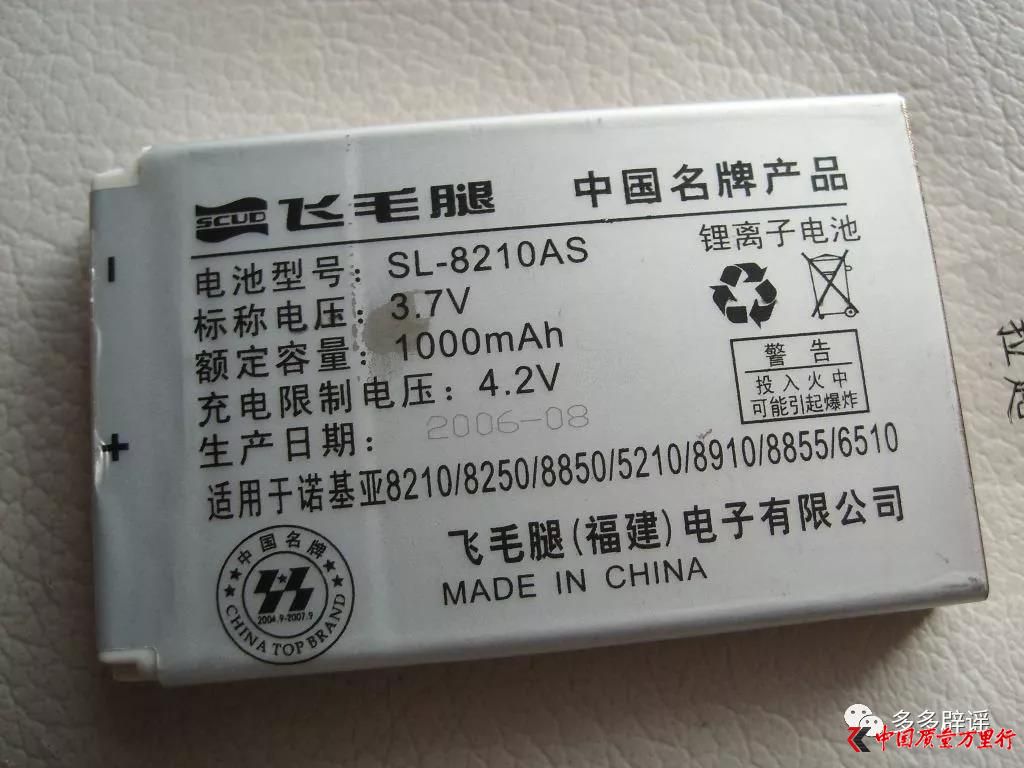 SCUD 飞毛腿 中国名牌产品
电池型号：SL-8210AS 锂离子电池
标称电压：3.7V
额定容量：1000mAh
充电限制电压：4.2V
生产日期：2006-08
警告
投入火中
可能引起爆炸
适用于诺基亚8210/8250/8850/5210/8910/8855/6510
飞毛腿(福建)电子有限公司
MADE IN CHINA
中国名牌
2004.9-2007.9
CHINA TOP BRAND
- 
+
多多辟评
中国质量万里行